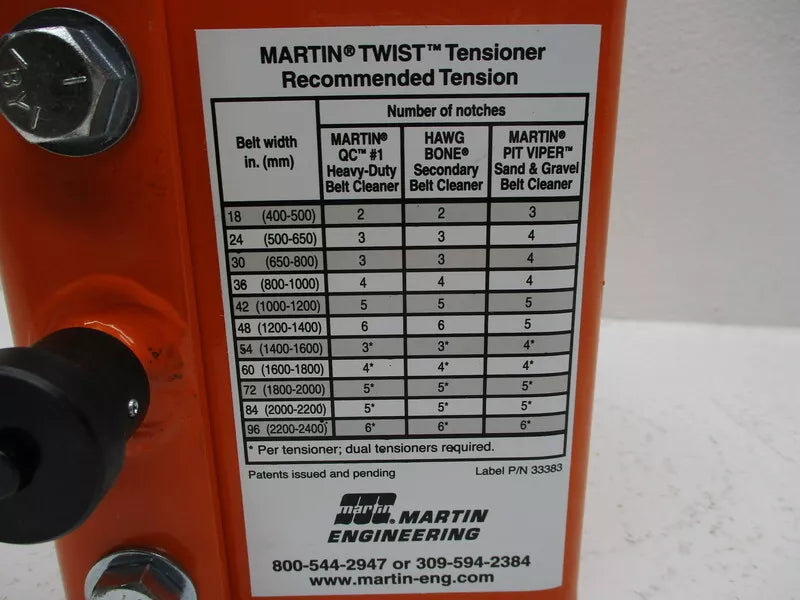 BY
MARTIN® TWIST™ Tensioner
Recommended Tension
Number of notches
Belt width
in. (mm)
MARTIN®
QC™ #1
Heavy-Duty
Belt Cleaner
HAWG
BONE®
Secondary
Belt Cleaner
MARTIN®
PIT VIPER™
Sand & Gravel
Belt Cleaner
18 (400-500) 2 2 3
24 (500-650) 3 3 4
30 (650-800) 3 3 4
36 (800-1000) 4 4 4
42 (1000-1200) 5 5 5
48 (1200-1400) 6 6 5
54 (1400-1600) 3* 3* 4*
60 (1600-1800) 4* 4* 4*
72 (1800-2000) 5* 5* 5*
84 (2000-2200) 5* 5* 5*
96 (2200-2400) 6* 6* 6*
* Per tensioner; dual tensioners required.
Patents issued and pending Label P/N 33383
martin® MARTIN
ENGINEERING
800-544-2947 or 309-594-2384
www.martin-eng.com